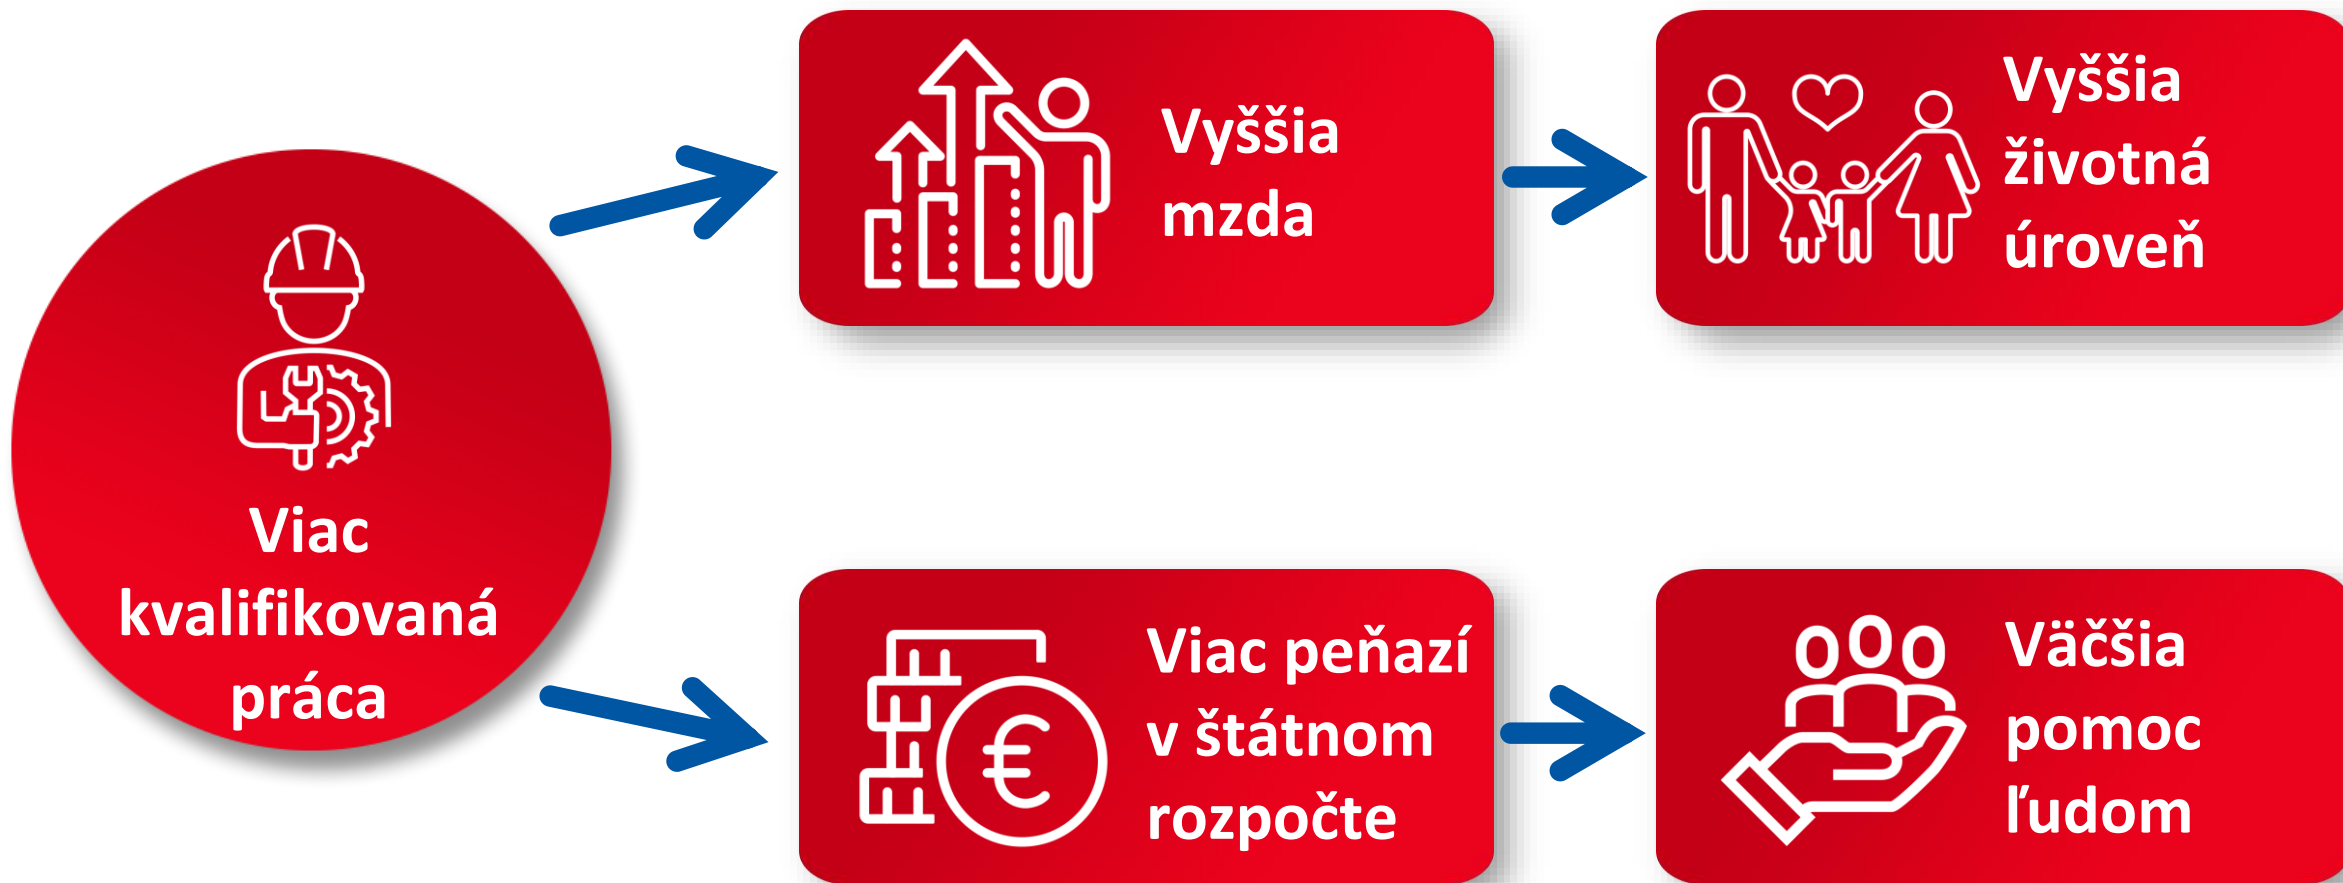 Viac
kvalifikovaná
práca
Vyššia
mzda
Vyššia
životná
úroveň
Viac peňazí
v štátnom
rozpočte
€
Väčšia
pomoc
ľudom